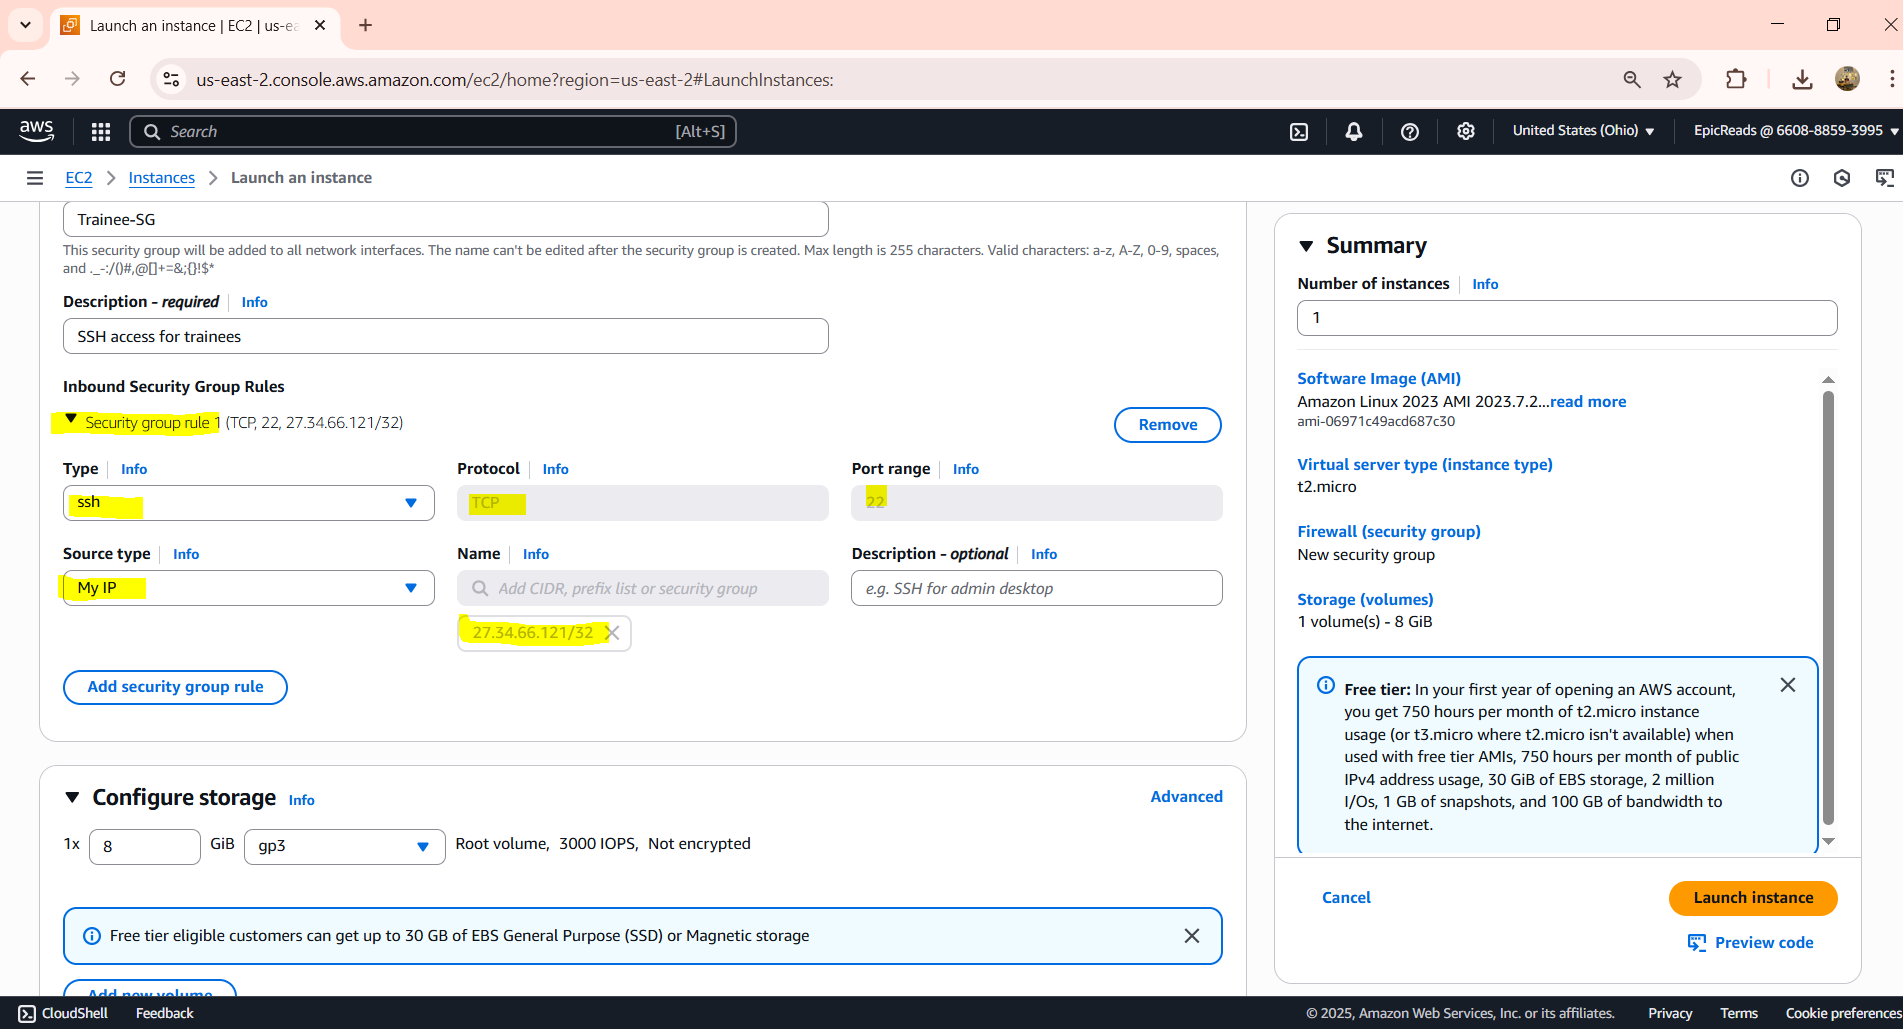 Launch an instance | EC2 | us-ea
us-east-2.console.aws.amazon.com/ec2/home?region=us-east-2#LaunchInstances:
aws
Search
[Alt+S]
United States (Ohio)
EpicReads @ 6608-8859-3995
EC2
Instances
Launch an instance
Trainee-SG
This security group will be added to all network interfaces. The name can't be edited after the security group is created. Max length is 255 characters. Valid characters: a-z, A-Z, 0-9, spaces,
and ._-:/()#,@[]+=&;{}!$*
Description - required Info
SSH access for trainees
Inbound Security Group Rules
Security group rule 1 (TCP, 22, 27.34.66.121/32)
Remove
Type Info
Protocol Info
Port range Info
ssh
TCP
22
Source type Info
Name Info
Description - optional Info
My IP
Add CIDR, prefix list or security group
e.g. SSH for admin desktop
27.34.66.121/32
Add security group rule
Configure storage Info
Advanced
1x
8
GiB
gp3
Root volume, 3000 IOPS, Not encrypted
Free tier eligible customers can get up to 30 GB of EBS General Purpose (SSD) or Magnetic storage
Add new volume
Summary
Number of instances Info
1
Software Image (AMI)
Amazon Linux 2023 AMI 2023.7.2...read more
ami-06971c49acd687c30
Virtual server type (instance type)
t2.micro
Firewall (security group)
New security group
Storage (volumes)
1 volume(s) - 8 GiB
Free tier: In your first year of opening an AWS account,
you get 750 hours per month of t2.micro instance
usage (or t3.micro where t2.micro isn't available) when
used with free tier AMIs, 750 hours per month of public
IPv4 address usage, 30 GiB of EBS storage, 2 million
I/Os, 1 GB of snapshots, and 100 GB of bandwidth to
the internet.
Cancel
Launch instance
Preview code
CloudShell
Feedback
© 2025, Amazon Web Services, Inc. or its affiliates.
Privacy
Terms
Cookie preferences